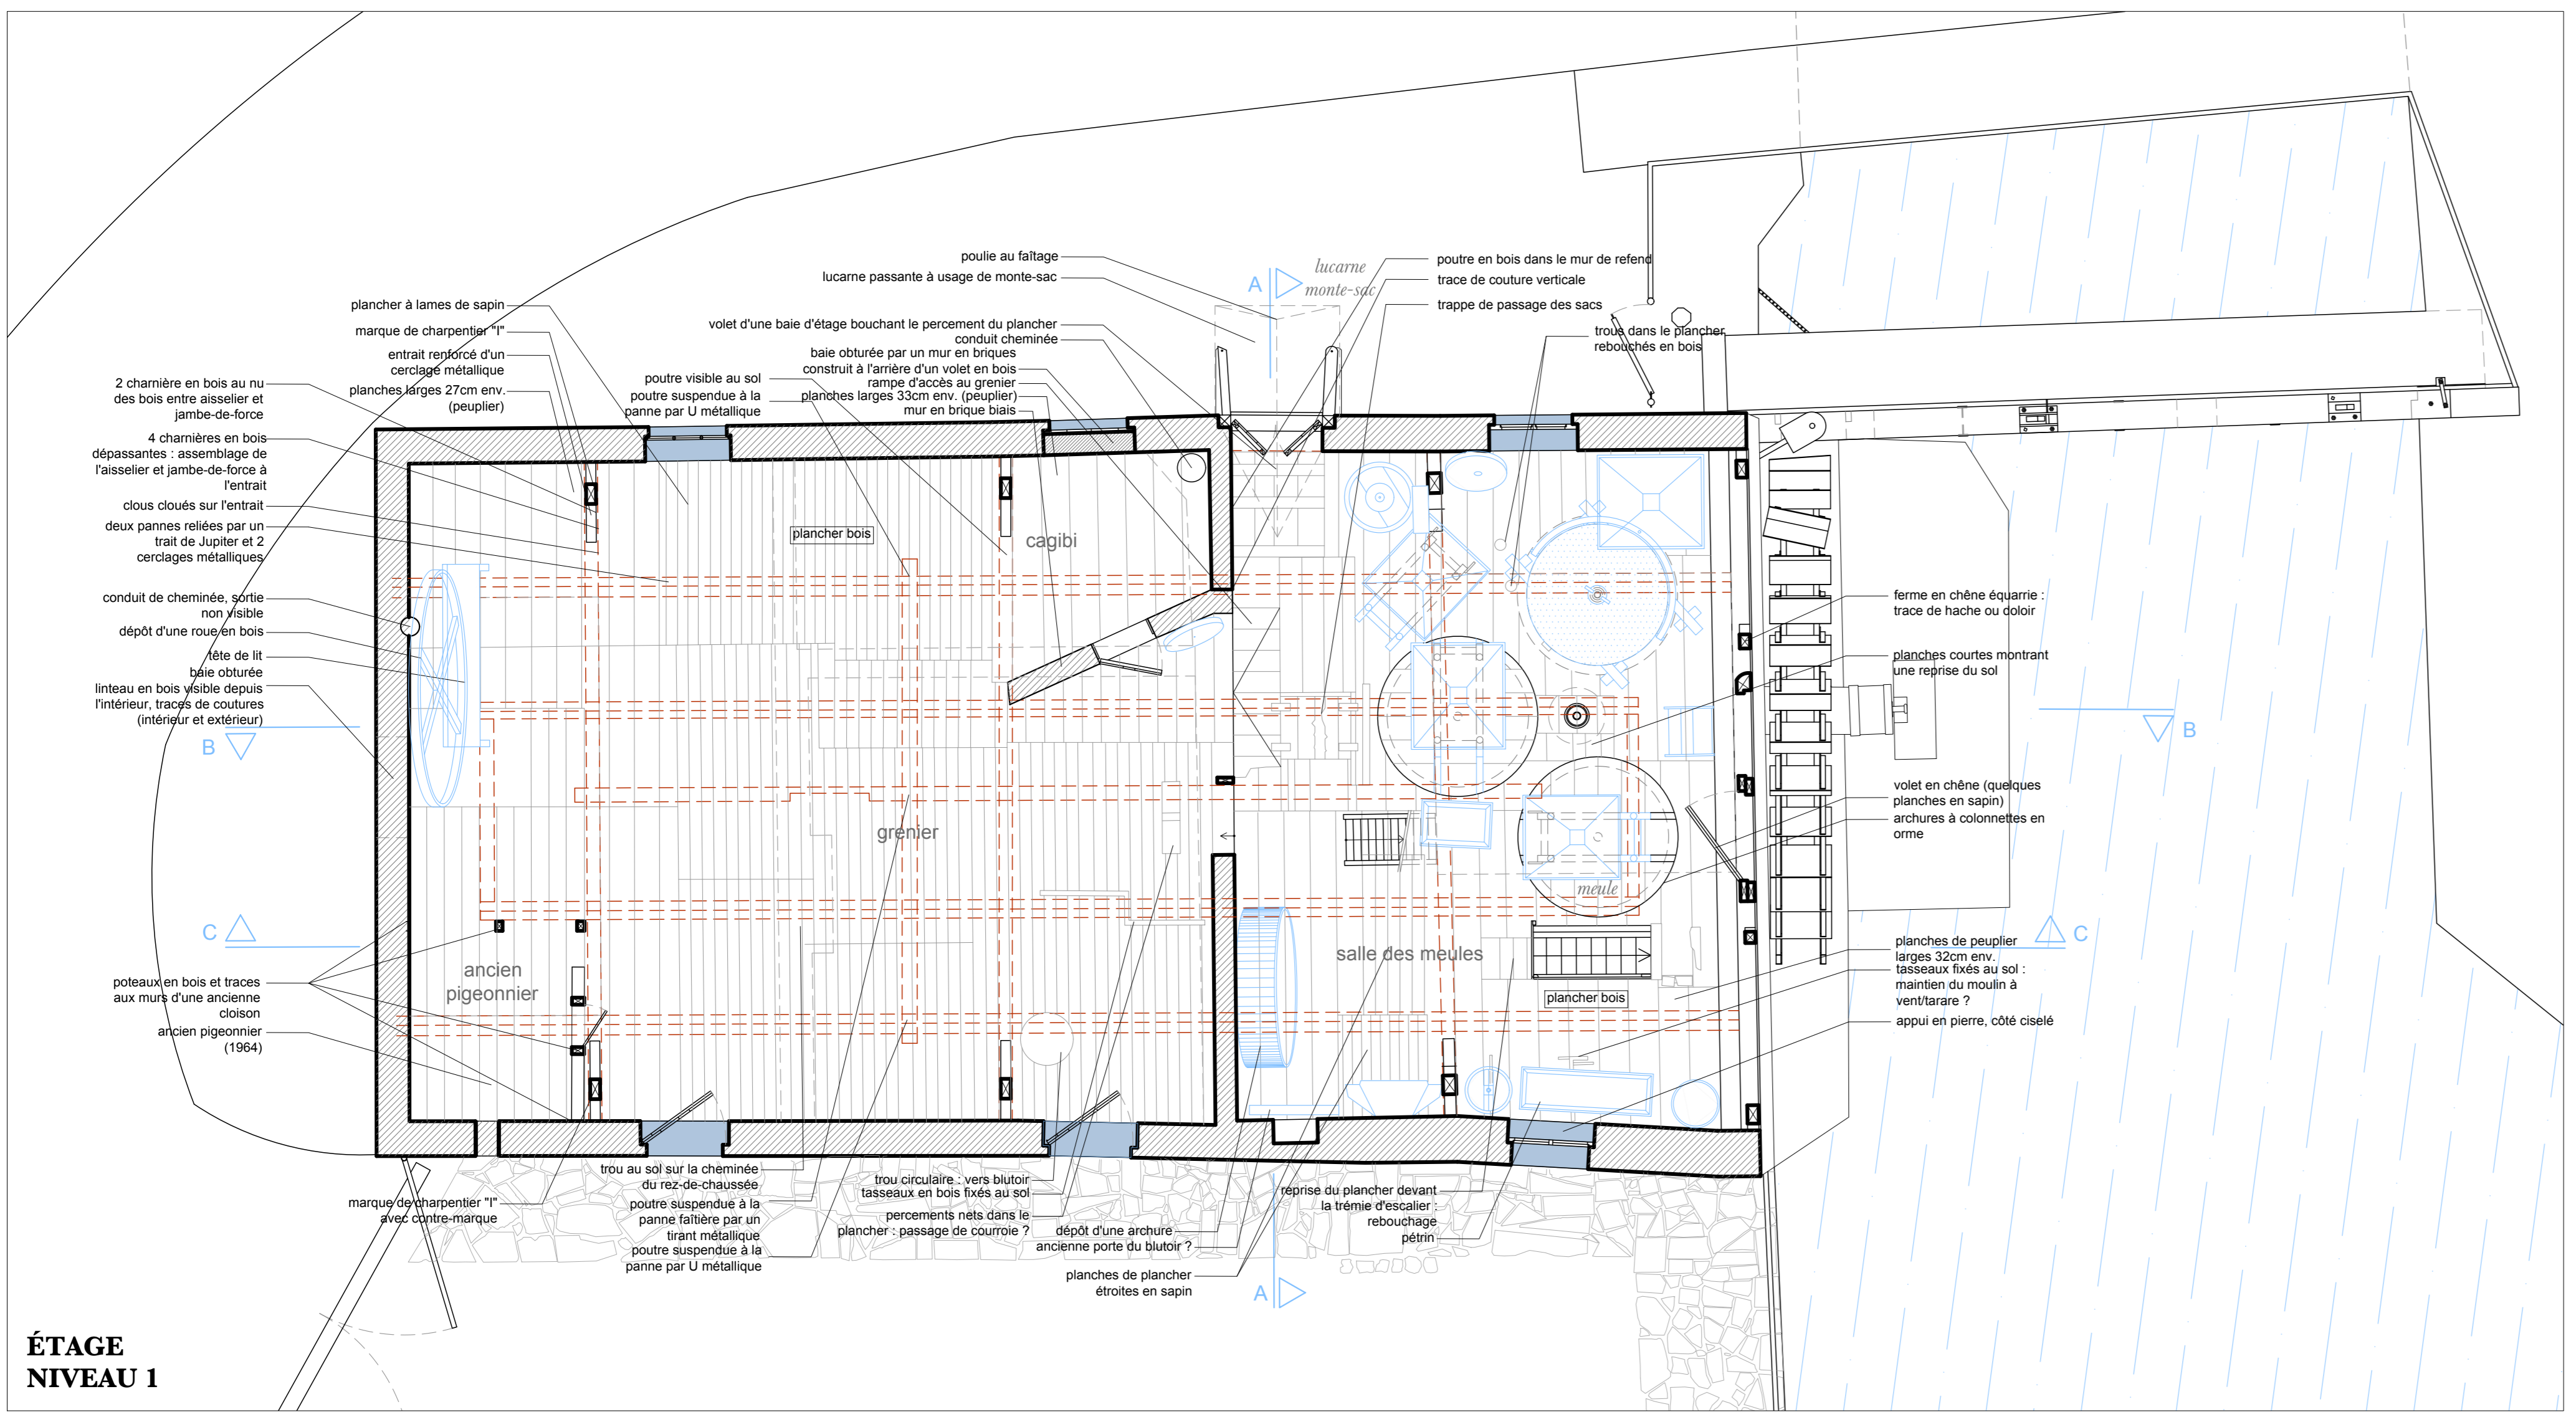 poulie au faîtage
lucarne passante à usage de monte-sac
plancher à lames de sapin
marque de charpentier "I"
entrait renforcé d'un
cerclage métallique
planches larges 27cm env.
(peuplier)
2 charnière en bois au nu
des bois entre aisselier et
jambe-de-force
4 charnières en bois
dépassantes : assemblage de
l'aisselier et jambe-de-force à
l'entrait
clous cloués sur l'entrait
deux pannes reliées par un
trait de Jupiter et 2
cerclages métalliques
conduit de cheminée, sortie
non visible
dépôt d'une roue en bois
tête de lit
baie obturée
linteau en bois visible depuis
l'intérieur, traces de coutures
(intérieur et extérieur)
B
C
poteaux en bois et traces
aux murs d'une ancienne
cloison
ancien pigeonnier
(1964)
volet d'une baie d'étage bouchant le percement du plancher
conduit cheminée
baie obturée par un mur en briques
construit à l'arrière d'un volet en bois
rampe d'accès au grenier
planches larges 33cm env. (peuplier)
mur en brique biais
poutre visible au sol
poutre suspendue à la
panne par U métallique
A
lucarne
monte-sac
poutre en bois dans le mur de refend
trace de couture verticale
trappe de passage des sacs
trous dans le plancher
rebouchés en bois
plancher bois
cagibi
grenier
ancien
pigeonnier
salle des meules
meule
plancher bois
ferme en chêne équarrie :
trace de hache ou doloir
planches courtes montrant
une reprise du sol
B
volet en chêne (quelques
planches en sapin)
archures à colonnettes en
orme
C
planches de peuplier
larges 32cm env.
tasseaux fixés au sol :
maintien du moulin à
vent/tarare ?
appui en pierre, côté ciselé
marque de charpentier "I"
avec contre-marque
trou au sol sur la cheminée
du rez-de-chaussée
poutre suspendue à la
panne faîtière par un
tirant métallique
poutre suspendue à la
panne par U métallique
trou circulaire : vers blutoir
tasseaux en bois fixés au sol
percements nets dans le
plancher : passage de courroie ?
dépôt d'une archure
ancienne porte du blutoir ?
planches de plancher
étroites en sapin
A
reprise du plancher devant
la trémie d'escalier :
rebouchage
pétrin
ÉTAGE
NIVEAU 1